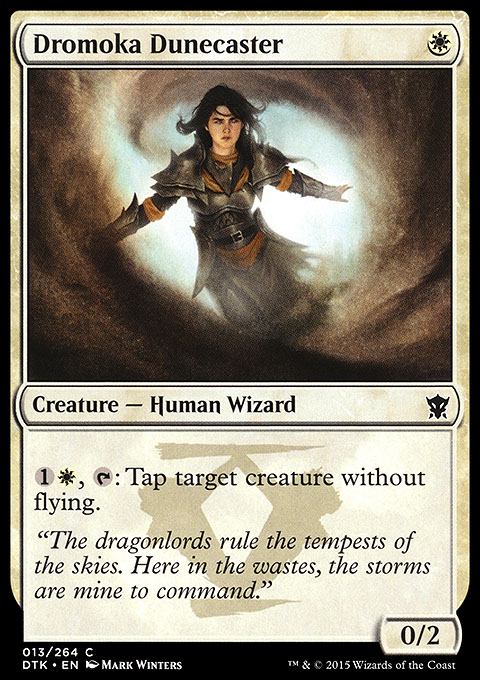 Dromoka Dunecaster
Creature — Human Wizard
1, : Tap target creature without
flying.
“The dragonlords rule the tempests of
the skies. Here in the wastes, the storms
are mine to command.”
0/2
013/264 C
DTK • EN Mark Winters
™ & © 2015 Wizards of the Coast